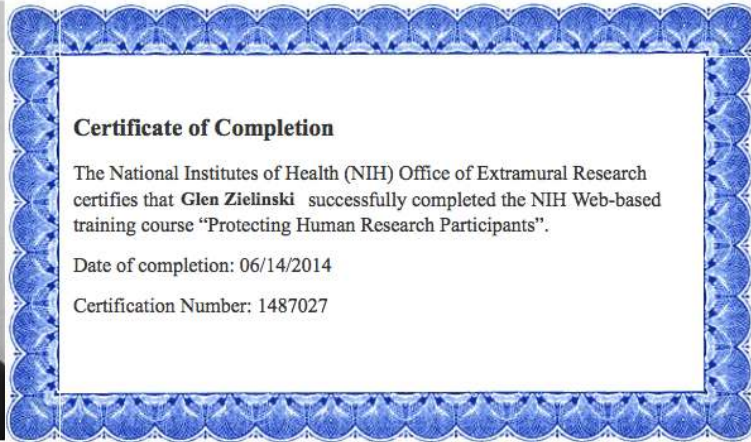 Certificate of Completion
The National Institutes of Health (NIH) Office of Extramural Research
certifies that Glen Zielinski successfully completed the NIH Web-based
training course “Protecting Human Research Participants”.
Date of completion: 06/14/2014
Certification Number: 1487027